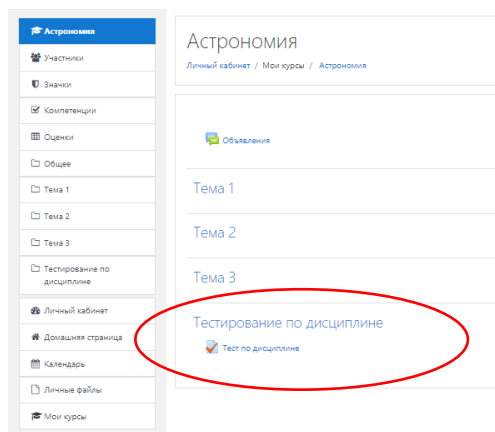 Астрономия
Участники
Значки
Компетенции
Оценки
Общее
Тема 1
Тема 2
Тема 3
Тестирование по
дисциплине
Личный кабинет
Домашняя страница
Календарь
Личные файлы
Мои курсы
Астрономия
Личный кабинет / Мои курсы / Астрономия
Объявления
Тема 1
Тема 2
Тема 3
Тестирование по дисциплине
Тест по дисциплине